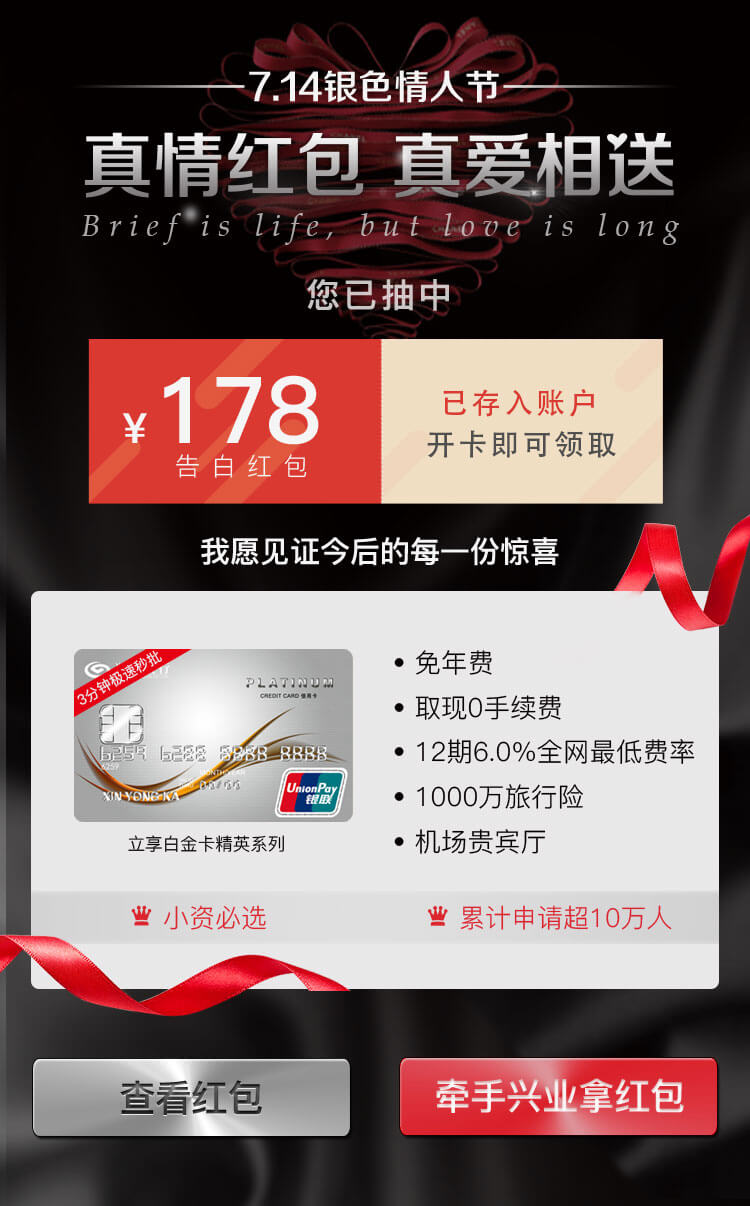 7.14银色情人节
真情红包 真爱相送
Brief is life, but love is long
您已抽中
¥178
告白红包
已存入账户
开卡即可领取
我愿见证今后的每一份惊喜
3分钟极速秒批
PLATINUM
CREDIT CARD 信用卡
6259 6288 8888 8888
6259
MONTH/YEAR
00/00
XIN YONG KA
UnionPay
银联
立享白金卡精英系列
免年费
取现0手续费
12期6.0%全网最低费率
1000万旅行险
机场贵宾厅
小资必选
累计申请超10万人
查看红包
牵手兴业拿红包